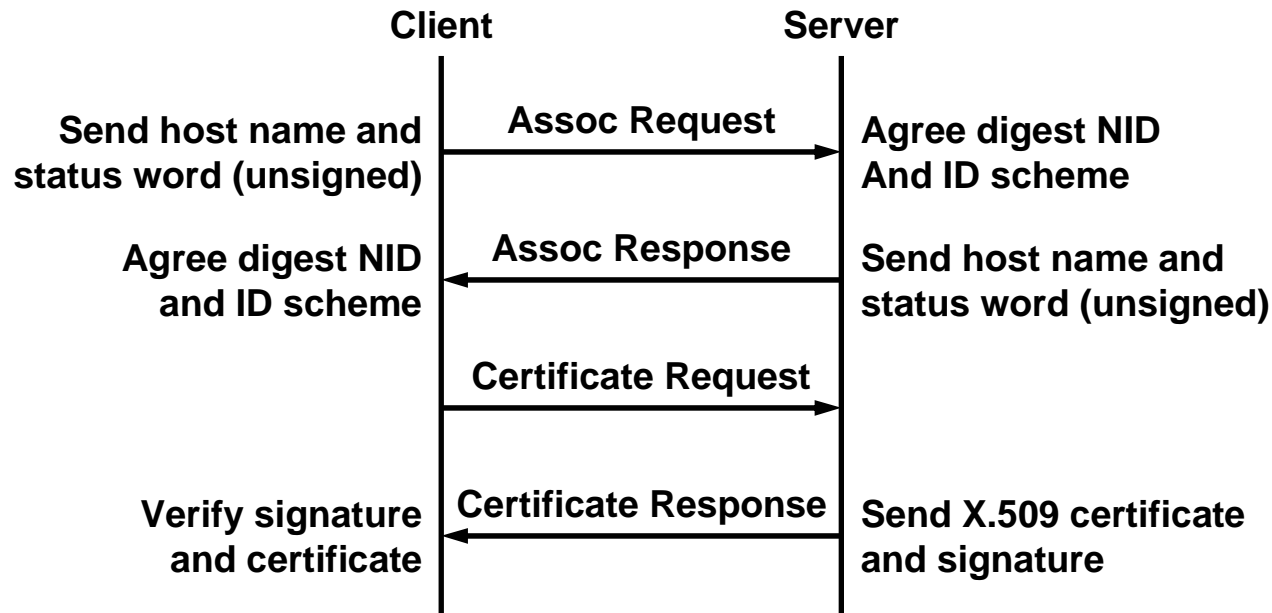 Client
Server
Send host name and
status word (unsigned)
Assoc Request
Agree digest NID
And ID scheme
Agree digest NID
and ID scheme
Assoc Response
Send host name and
status word (unsigned)
Certificate Request
Verify signature
and certificate
Certificate Response
Send X.509 certificate
and signature